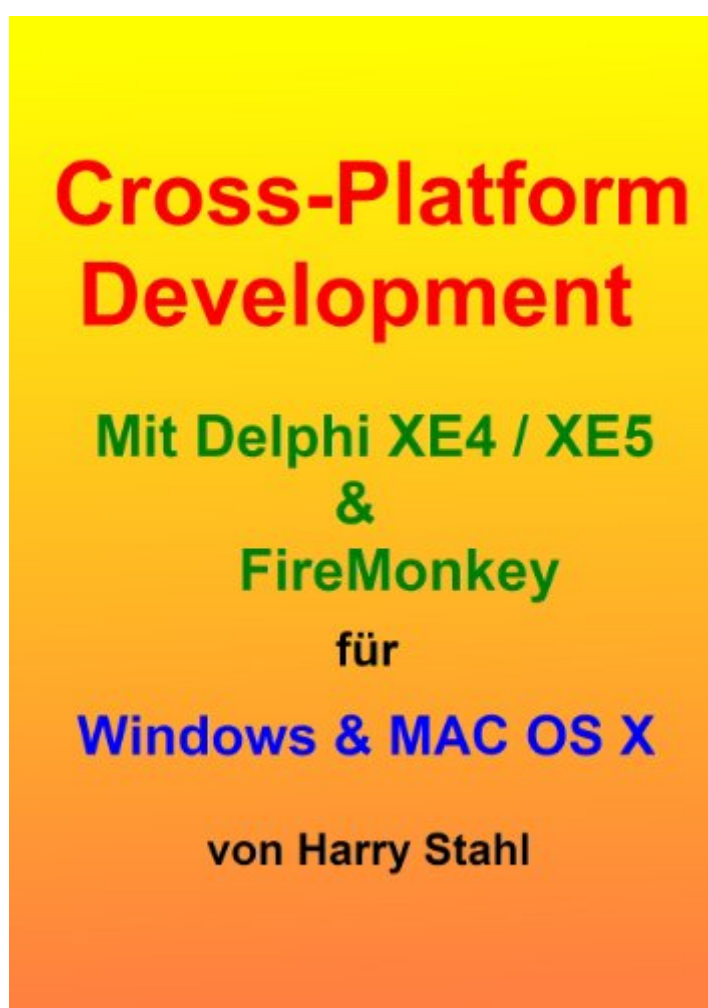 Cross-Platform
Development
Mit Delphi XE4 / XE5
&
FireMonkey
für
Windows & MAC OS X
von Harry Stahl